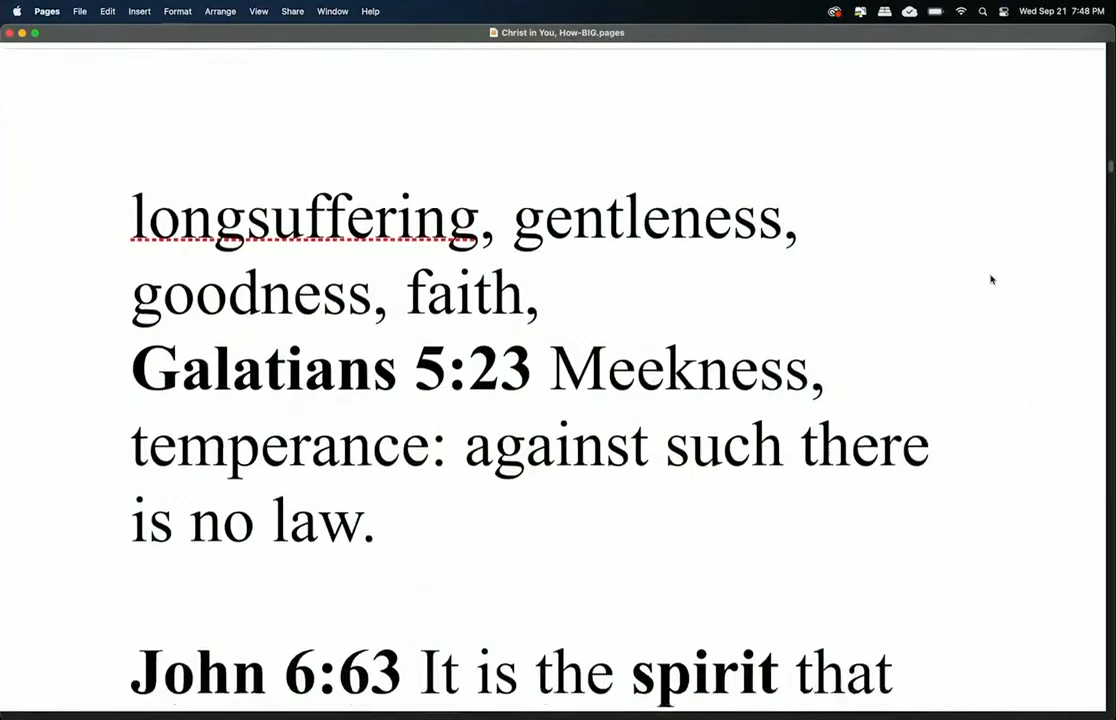 Pages File Edit Insert Format Arrange View Share Window Help Wed Sep 21 7:48 PM
Christ in You, How-BIG.pages
longsuffering, gentleness,
goodness, faith,
Galatians 5:23 Meekness,
temperance: against such there
is no law.
John 6:63 It is the spirit that